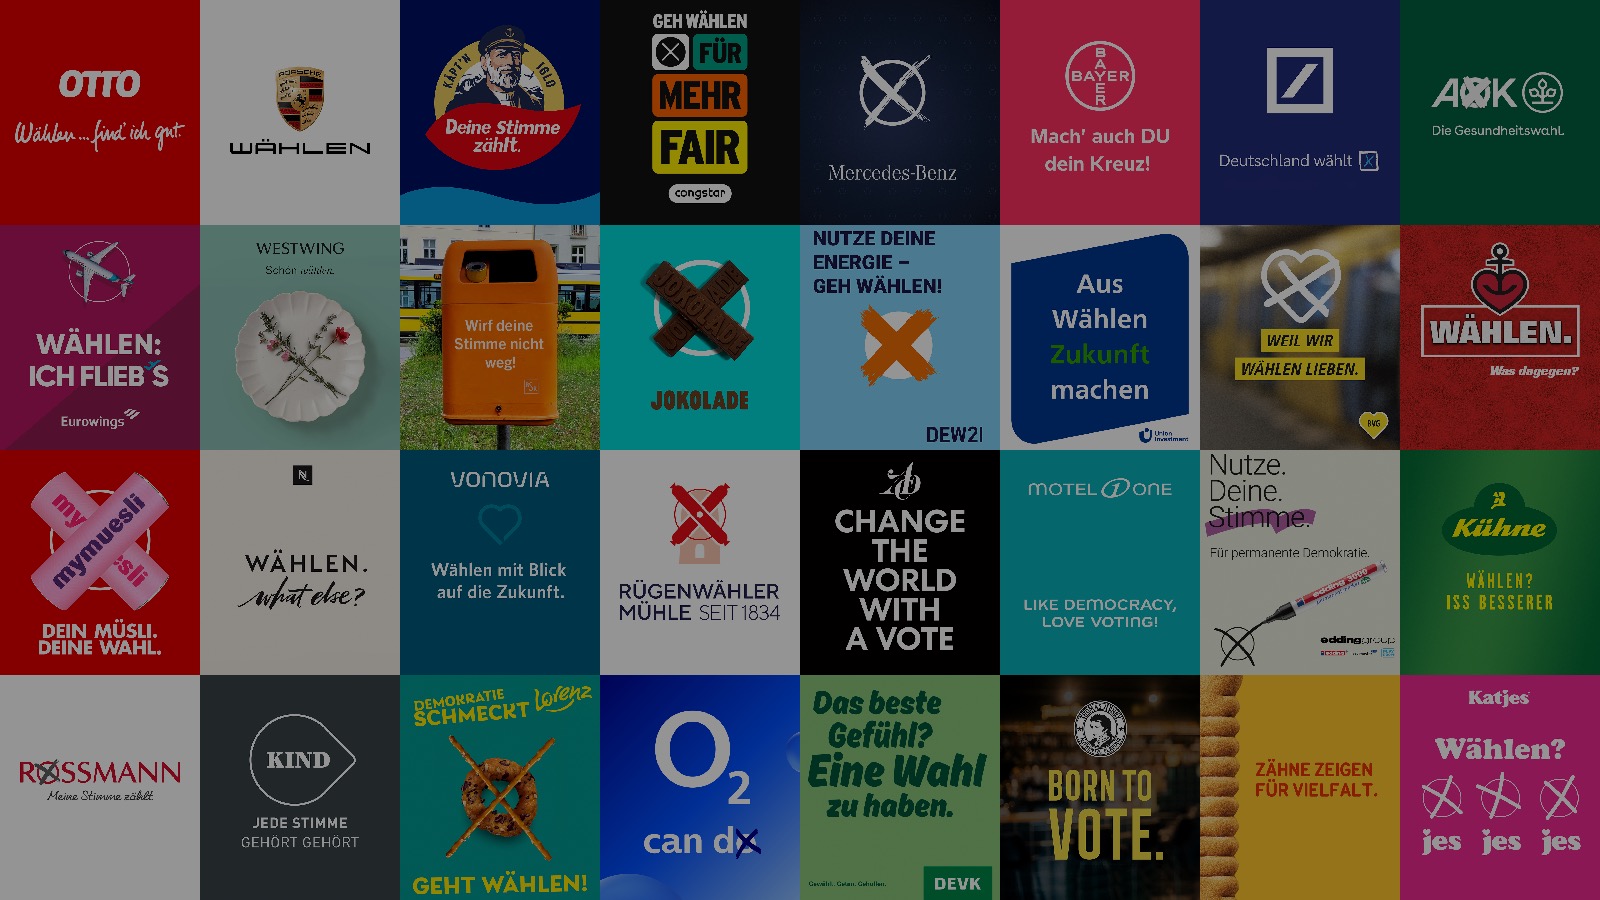 OTTO
Wählen... find' ich gut.
PORSCHE
WÄHLEN
KÄPT'N IGLO
Deine Stimme
zählt.
GEH WÄHLEN
FÜR
MEHR
FAIR
congstar
Mercedes-Benz
BAYER
BAYER
Mach' auch DU
dein Kreuz!
Deutschland wählt
AOK
Die Gesundheitswahl.
WÄHLEN:
ICH FLIEG'S
Eurowings
WESTWING
Schön wählen.
Wirf deine
Stimme nicht
weg!
JOKOLADE
JOKOLADE
NUTZE DEINE
ENERGIE –
GEH WÄHLEN!
DEW21
Aus
Wählen
Zukunft
machen
Union
Investment
WEIL WIR
WÄHLEN LIEBEN.
BVG
WÄHLEN.
Was dagegen?
my
mymuesli
sli
DEIN MÜSLI.
DEINE WAHL.
N
WÄHLEN.
what else?
VONOVIA
Wählen mit Blick
auf die Zukunft.
RÜGENWÄHLER
MÜHLE SEIT 1834
CHANGE
THE
WORLD
WITH
A VOTE
MOTEL ONE
LIKE DEMOCRACY,
LOVE VOTING!
Nutze.
Deine.
Stimme.
Für permanente Demokratie.
edding 3000
eddinggroup
Kühne
WÄHLEN?
ISS BESSERER
ROSSMANN
Meine Stimme zählt.
KIND
JEDE STIMME
GEHÖRT GEHÖRT
DEMOKRATIE
SCHMECKT
Lorenz
GEHT WÄHLEN!
O2
can do
Das beste
Gefühl?
Eine Wahl
zu haben.
Gewählt. Getan. Geholfen.
DEVK
BORN TO
VOTE.
ZÄHNE ZEIGEN
FÜR VIELFALT.
Katjes
Wählen?
jes jes jes